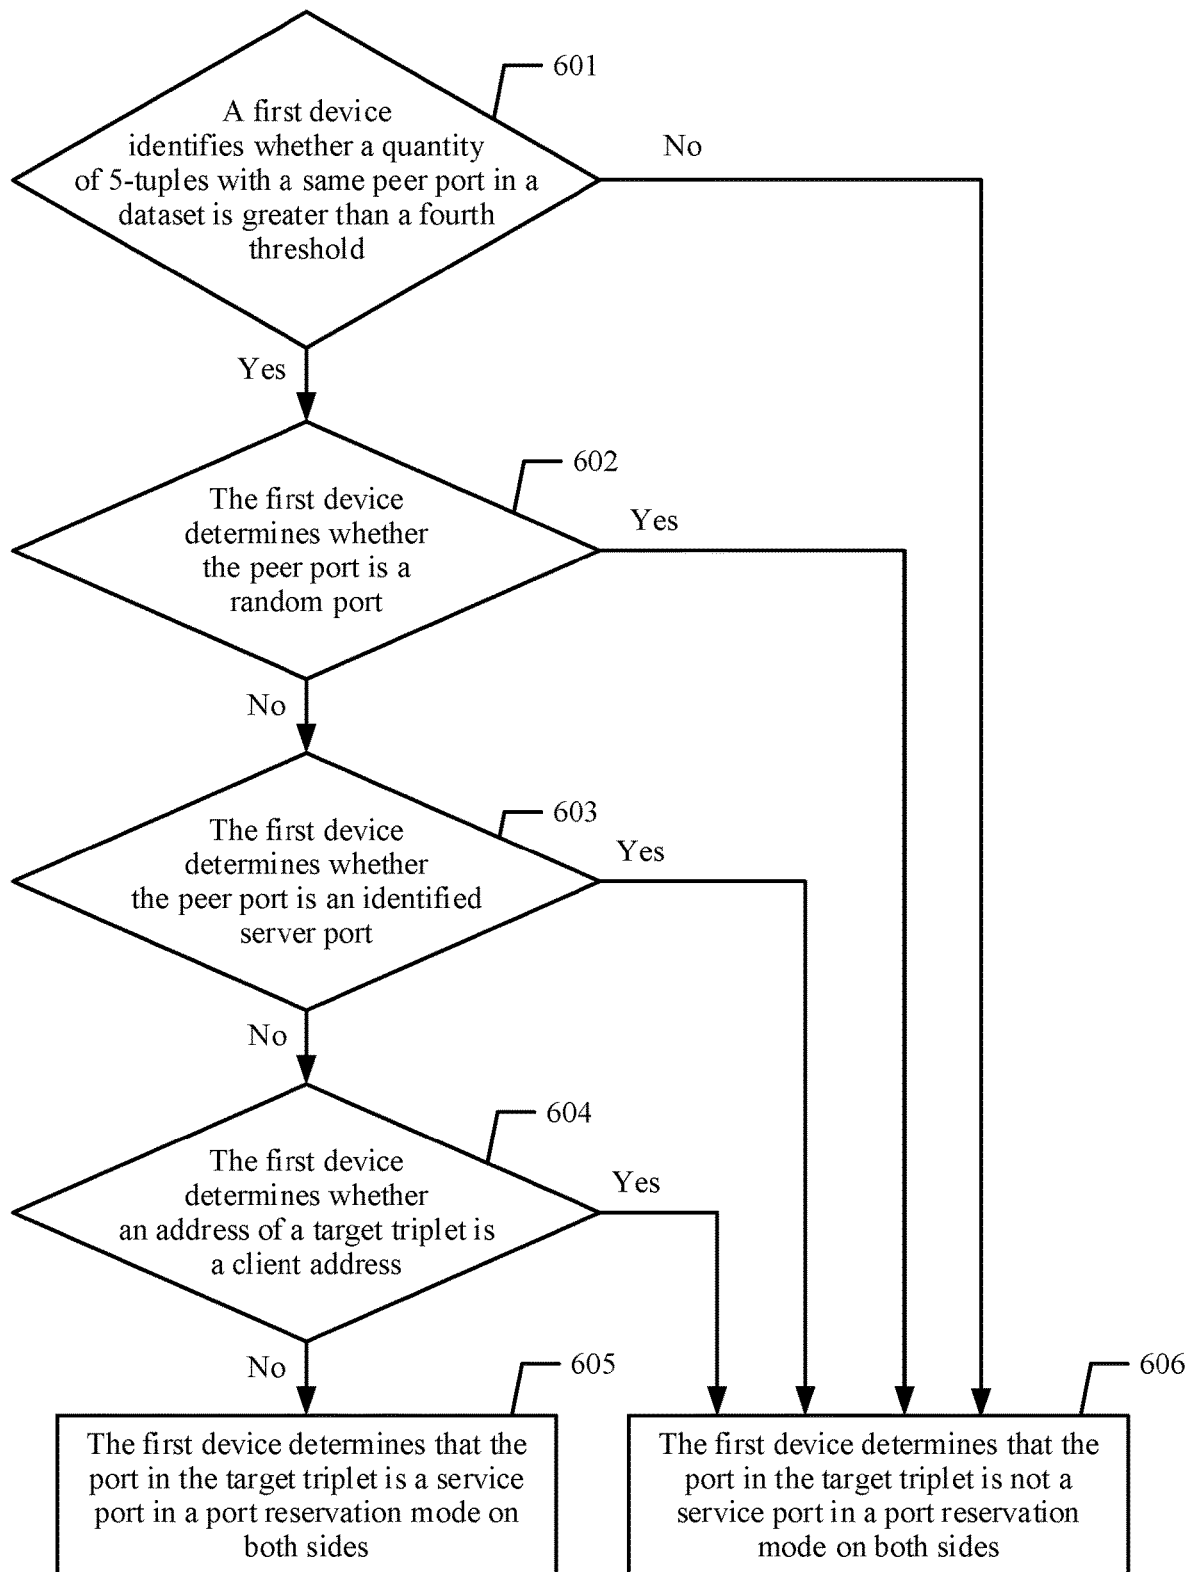 601
A first device
identifies whether a quantity
of 5-tuples with a same peer port in a
dataset is greater than a fourth
threshold
No
Yes
602
The first device
determines whether
the peer port is a
random port
Yes
No
603
The first device
determines whether
the peer port is an identified
server port
Yes
No
604
The first device
determines whether
an address of a target triplet is
a client address
Yes
No
605
The first device determines that the
port in the target triplet is a service
port in a port reservation mode on
both sides
606
The first device determines that the
port in the target triplet is not a
service port in a port reservation
mode on both sides